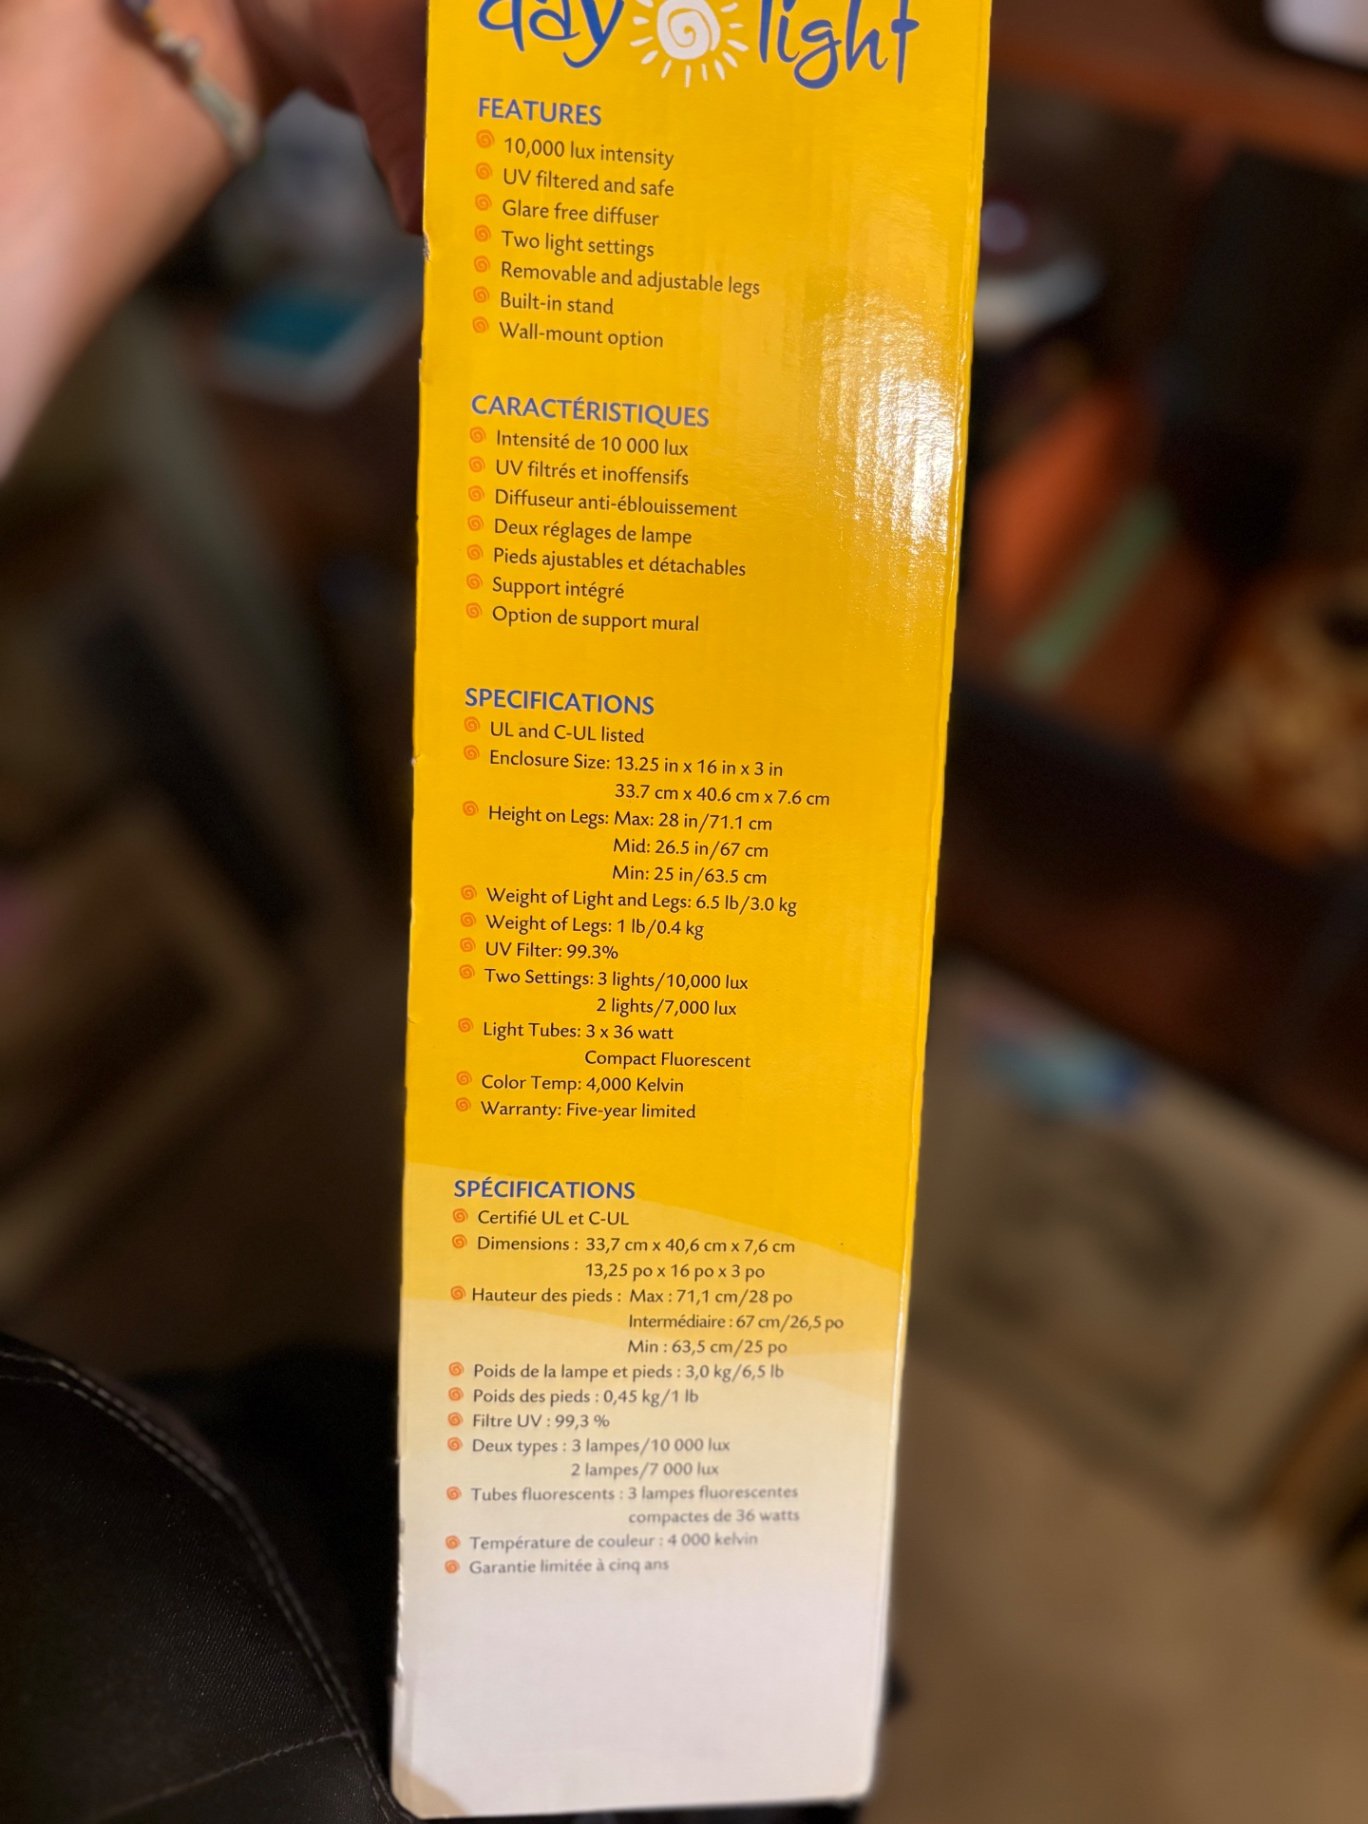 day light
FEATURES
10,000 lux intensity
UV filtered and safe
Glare free diffuser
Two light settings
Removable and adjustable legs
Built-in stand
Wall-mount option
CARACTÉRISTIQUES
Intensité de 10 000 lux
UV filtrés et inoffensifs
Diffuseur anti-éblouissement
Deux réglages de lampe
Pieds ajustables et détachables
Support intégré
Option de support mural
SPECIFICATIONS
UL and C-UL listed
Enclosure Size: 13.25 in x 16 in x 3 in
33.7 cm x 40.6 cm x 7.6 cm
Height on Legs: Max: 28 in/71.1 cm
Mid: 26.5 in/67 cm
Min: 25 in/63.5 cm
Weight of Light and Legs: 6.5 lb/3.0 kg
Weight of Legs: 1 lb/0.4 kg
UV Filter: 99.3%
Two Settings: 3 lights/10,000 lux
2 lights/7,000 lux
Light Tubes: 3 x 36 watt
Compact Fluorescent
Color Temp: 4,000 Kelvin
Warranty: Five-year limited
SPÉCIFICATIONS
Certifié UL et C-UL
Dimensions : 33,7 cm x 40,6 cm x 7,6 cm
13,25 po x 16 po x 3 po
Hauteur des pieds : Max : 71,1 cm/28 po
Intermédiaire : 67 cm/26,5 po
Min : 63,5 cm/25 po
Poids de la lampe et pieds : 3,0 kg/6,5 lb
Poids des pieds : 0,45 kg/1 lb
Filtre UV : 99,3 %
Deux types : 3 lampes/10 000 lux
2 lampes/7 000 lux
Tubes fluorescents : 3 lampes fluorescentes
compactes de 36 watts
Température de couleur : 4 000 kelvin
Garantie limitée à cinq ans